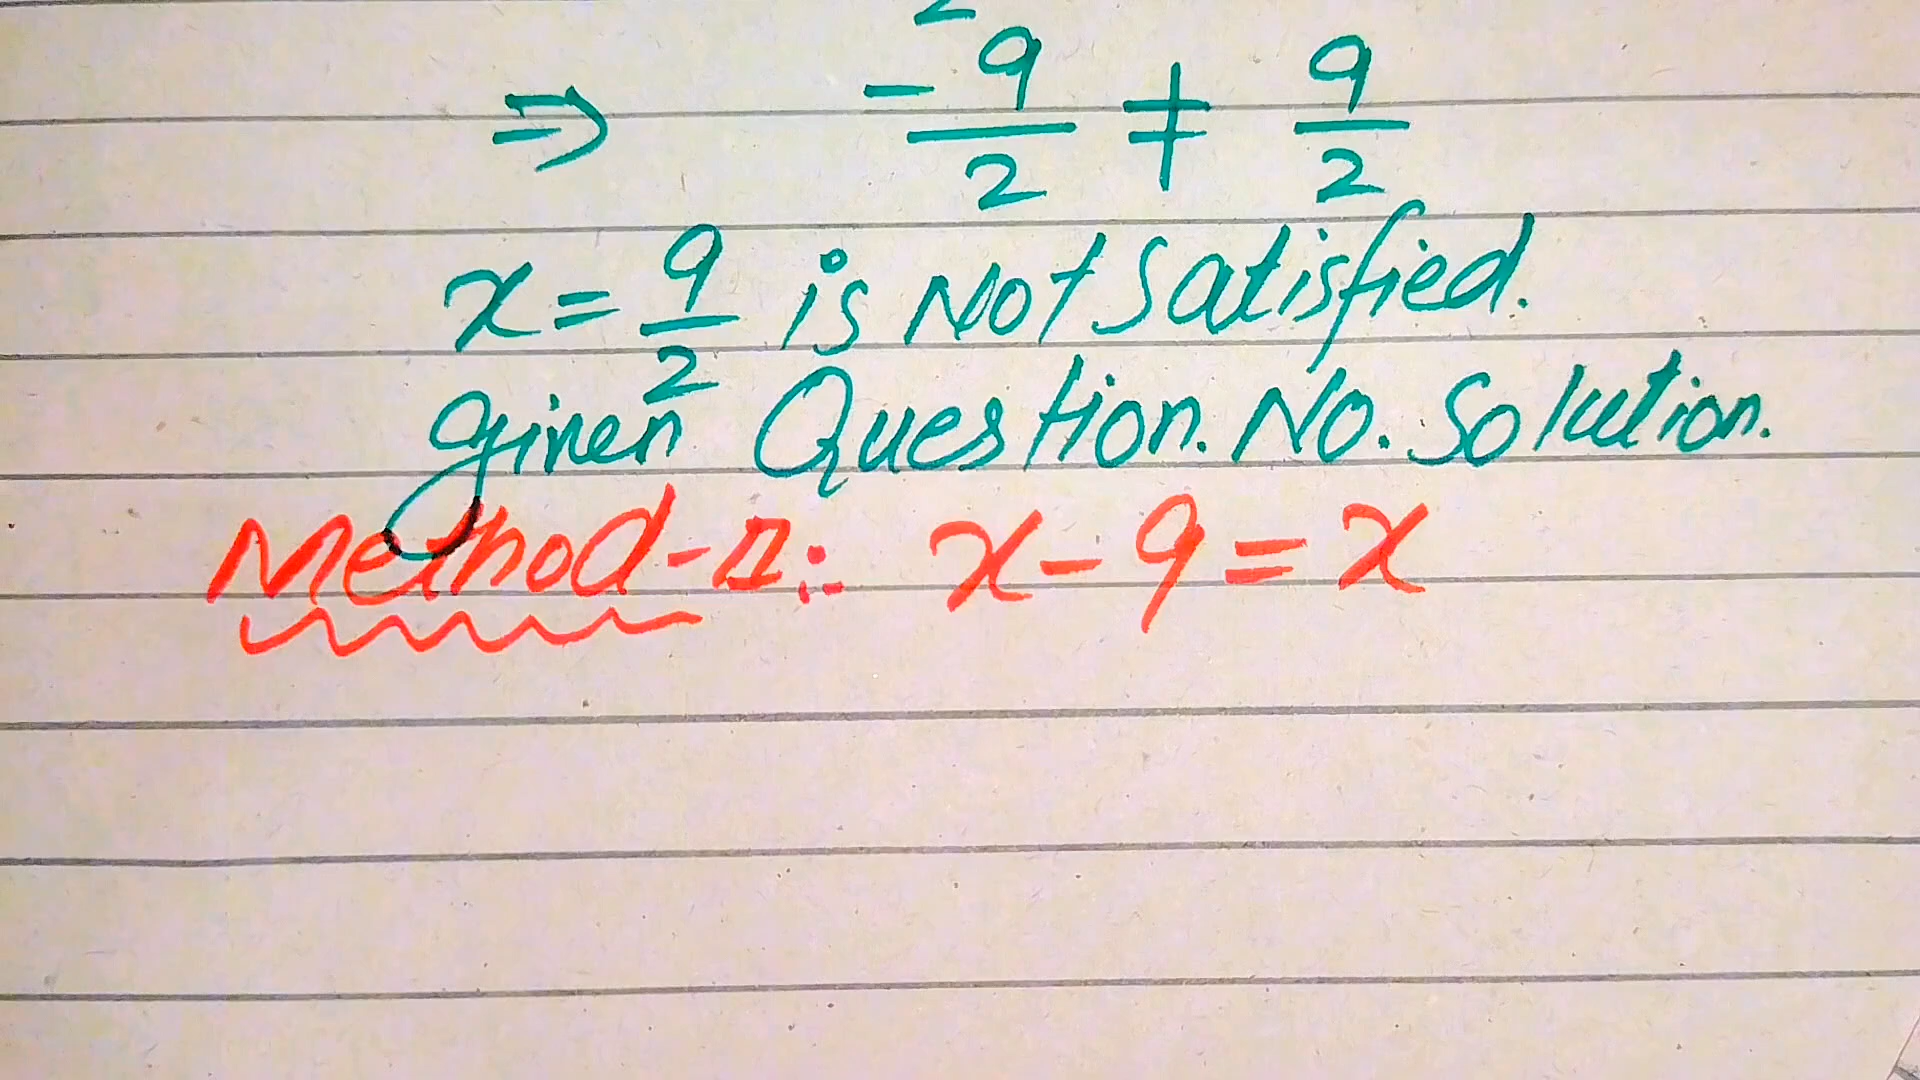 ⇒ -9/2 ≠ 9/2
x = 9/2 is Not Satisfied.
given Question. No. Solution.
Method-II:- x - 9 = x